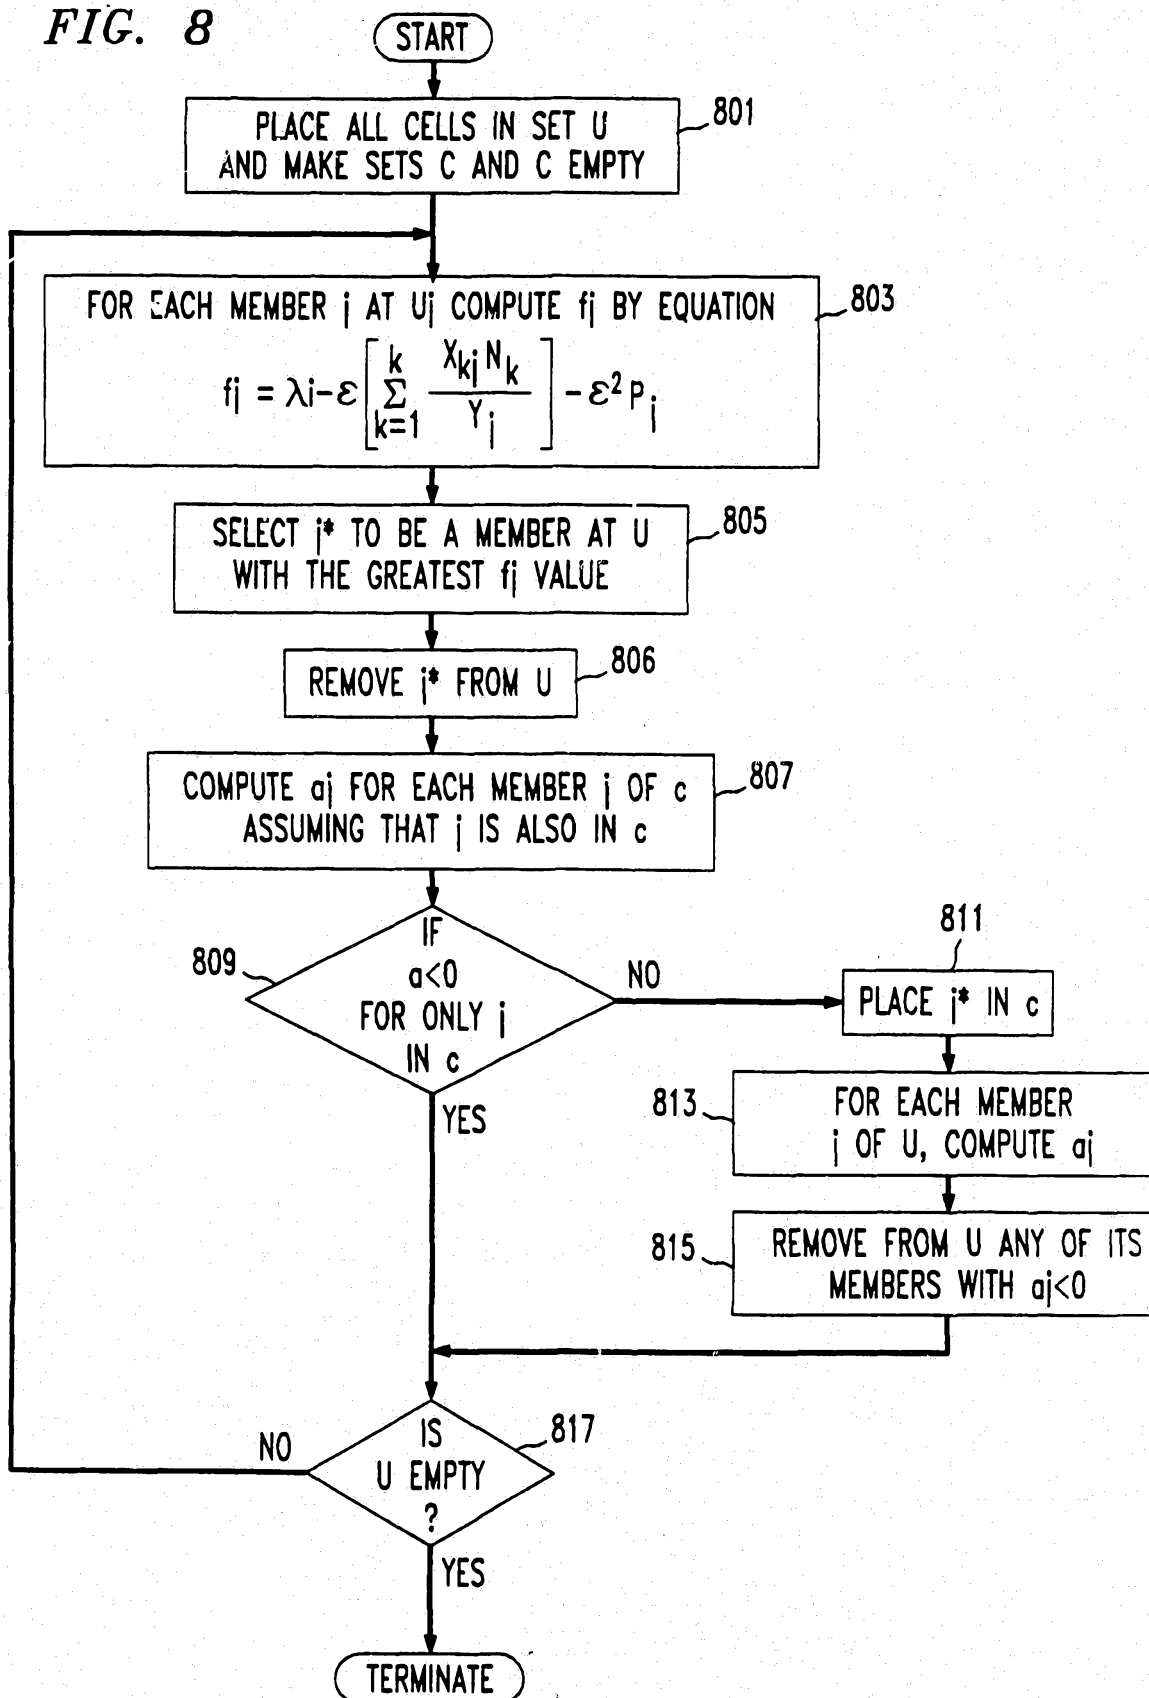 FIG. 8
START
PLACE ALL CELLS IN SET U
AND MAKE SETS C AND C EMPTY
801
FOR EACH MEMBER j AT Uj COMPUTE fj BY EQUATION
fj = λi-ε [ k Σ k=1 Xkj Nk / Yj ] - ε² Pj
803
SELECT j* TO BE A MEMBER AT U
WITH THE GREATEST fj VALUE
805
REMOVE j* FROM U
806
COMPUTE aj FOR EACH MEMBER j OF c
ASSUMING THAT j IS ALSO IN c
807
IF
a<0
FOR ONLY j
IN c
809
NO
YES
811
PLACE j* IN c
813
FOR EACH MEMBER
j OF U, COMPUTE aj
815
REMOVE FROM U ANY OF ITS
MEMBERS WITH aj<0
IS
U EMPTY
?
817
NO
YES
TERMINATE